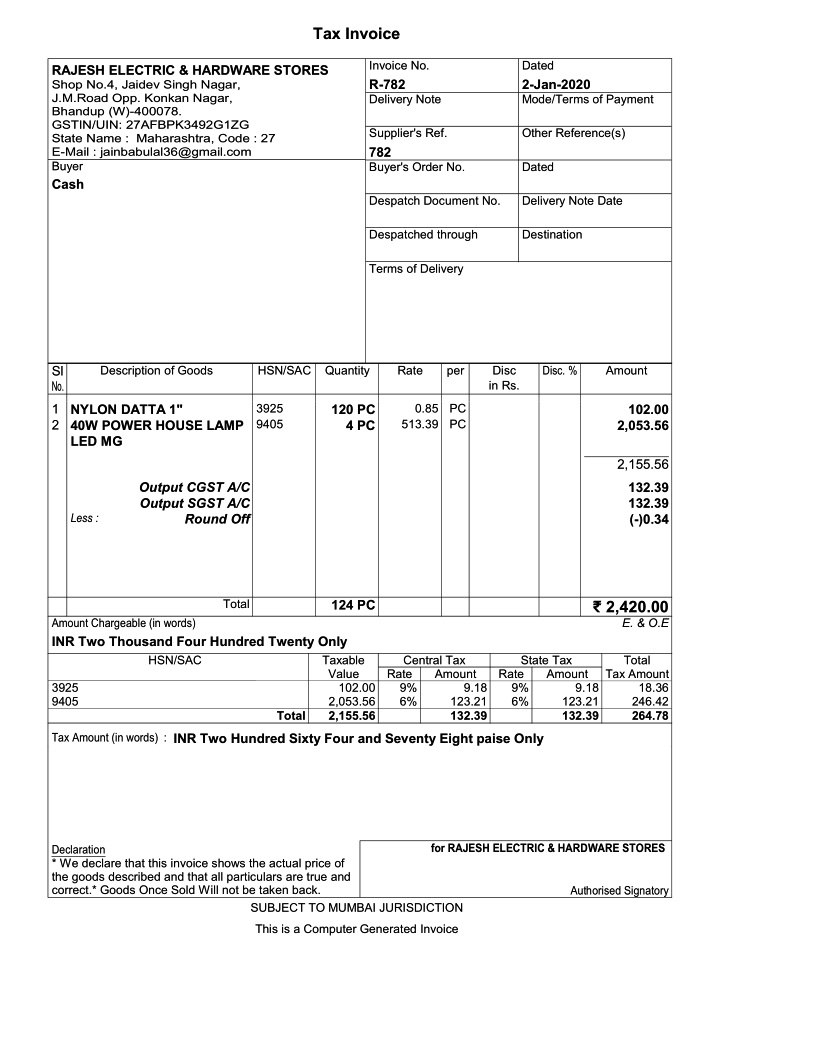 Tax Invoice
RAJESH ELECTRIC & HARDWARE STORES
Shop No.4, Jaidev Singh Nagar,
J.M.Road Opp. Konkan Nagar,
Bhandup (W)-400078.
GSTIN/UIN: 27AFBPK3492G1ZG
State Name : Maharashtra, Code : 27
E-Mail : jainbabulal36@gmail.com
Buyer
Cash
Invoice No. Dated
R-782 2-Jan-2020
Delivery Note Mode/Terms of Payment
Supplier's Ref. Other Reference(s)
782
Buyer's Order No. Dated
Despatch Document No. Delivery Note Date
Despatched through Destination
Terms of Delivery
Sl Description of Goods HSN/SAC Quantity Rate per Disc Disc. % Amount
No. in Rs.
1 NYLON DATTA 1" 3925 120 PC 0.85 PC 102.00
2 40W POWER HOUSE LAMP 9405 4 PC 513.39 PC 2,053.56
LED MG
2,155.56
Output CGST A/C 132.39
Output SGST A/C 132.39
Less : Round Off (-)0.34
Total 124 PC ₹ 2,420.00
Amount Chargeable (in words) E. & O.E
INR Two Thousand Four Hundred Twenty Only
HSN/SAC Taxable Central Tax State Tax Total
Value Rate Amount Rate Amount Tax Amount
3925 102.00 9% 9.18 9% 9.18 18.36
9405 2,053.56 6% 123.21 6% 123.21 246.42
Total 2,155.56 132.39 132.39 264.78
Tax Amount (in words) : INR Two Hundred Sixty Four and Seventy Eight paise Only
Declaration
* We declare that this invoice shows the actual price of
the goods described and that all particulars are true and
correct.* Goods Once Sold Will not be taken back.
for RAJESH ELECTRIC & HARDWARE STORES
Authorised Signatory
SUBJECT TO MUMBAI JURISDICTION
This is a Computer Generated Invoice